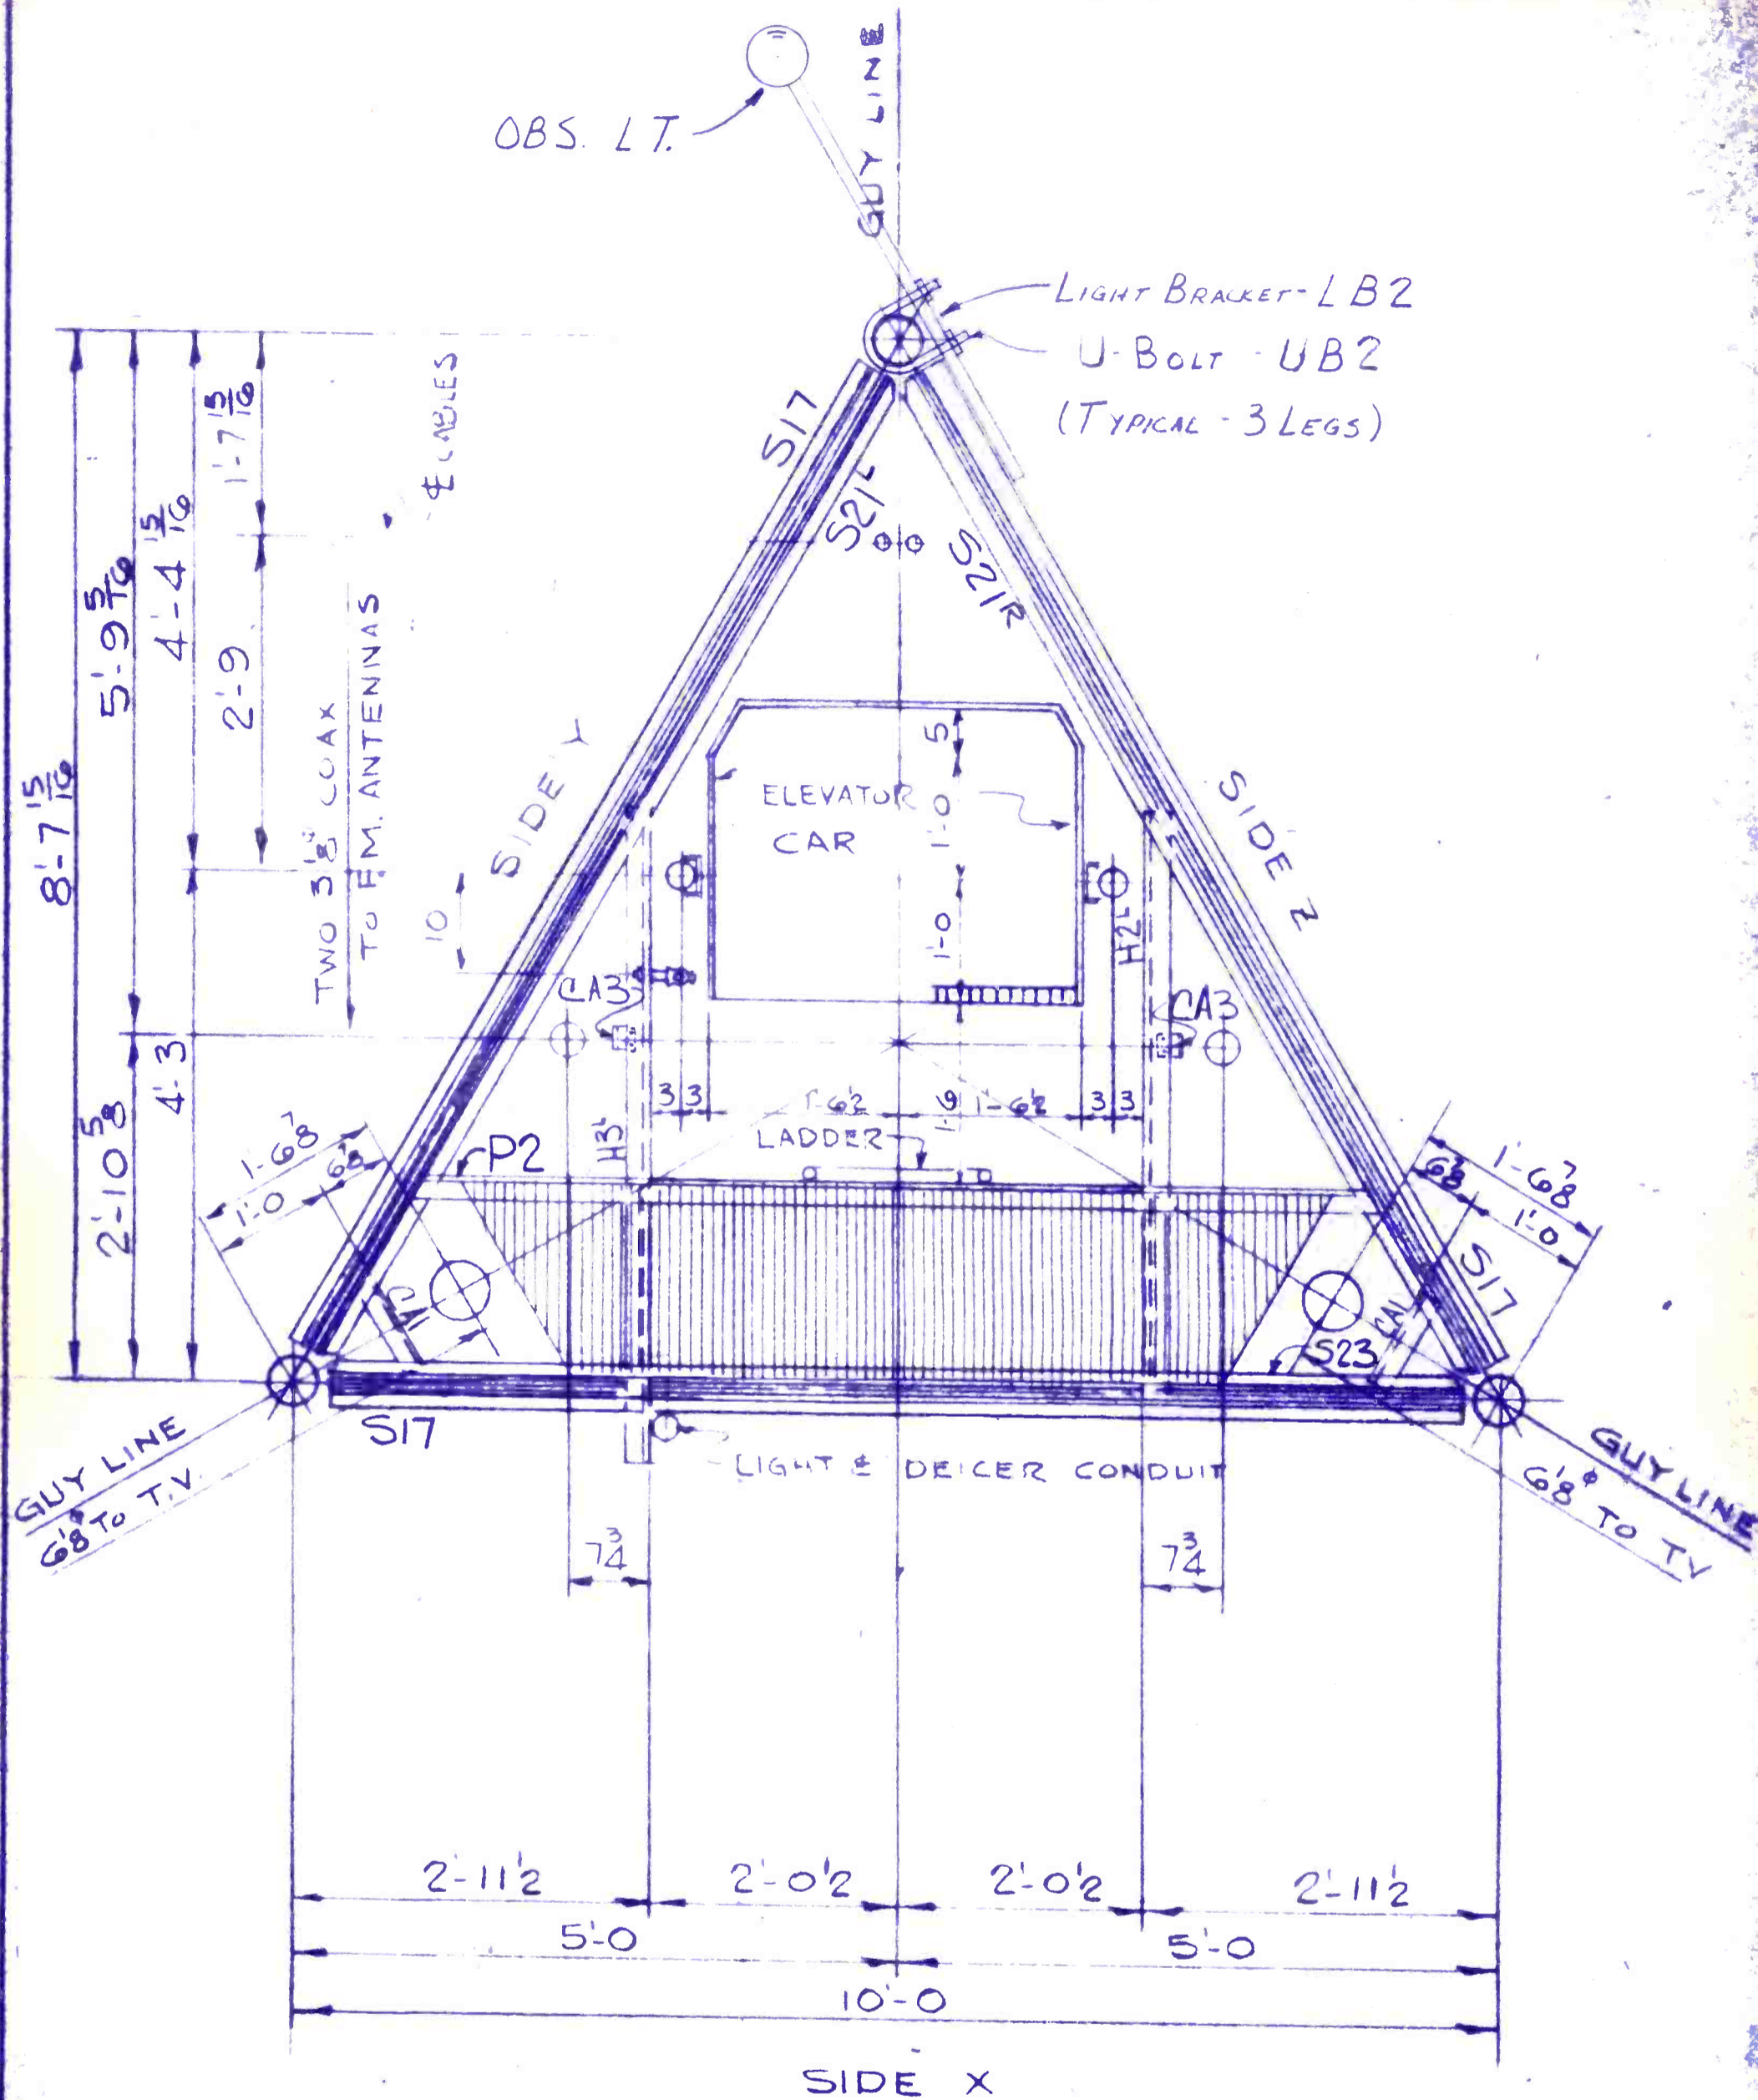 GUY LINE
OBS. LT.
LIGHT BRACKET-LB2
U-BOLT - UB2
(TYPICAL - 3 LEGS)
S17
S21L
S21R
℄ CABLES
1'-7 15/16
4'-4 15/16
5'-9 5/16
8'-7 15/16
2'-9
TWO 3 1/8" COAX
TO F.M. ANTENNAS
SIDE Y
SIDE Z
ELEVATOR
CAR
5
1'-0
1'-0
10
H2L
CA3
CA3
4'-3
2'-10 5/8
3 3
1'-6 1/2
1'-9
1'-6 1/2
3 3
LADDER
H3L
P2
1'-6 7/8
6 7/8
1'-0
1'-6 7/8
6 7/8
1'-0
CA1
CA1
S17
S23
S17
LIGHT & DEICER CONDUIT
GUY LINE
6 1/8"ø TO T.V.
GUY LINE
6 1/8ø TO TV
7 3/4
7 3/4
2'-11 1/2
2'-0 1/2
2'-0 1/2
2'-11 1/2
5'-0
5'-0
10'-0
SIDE X